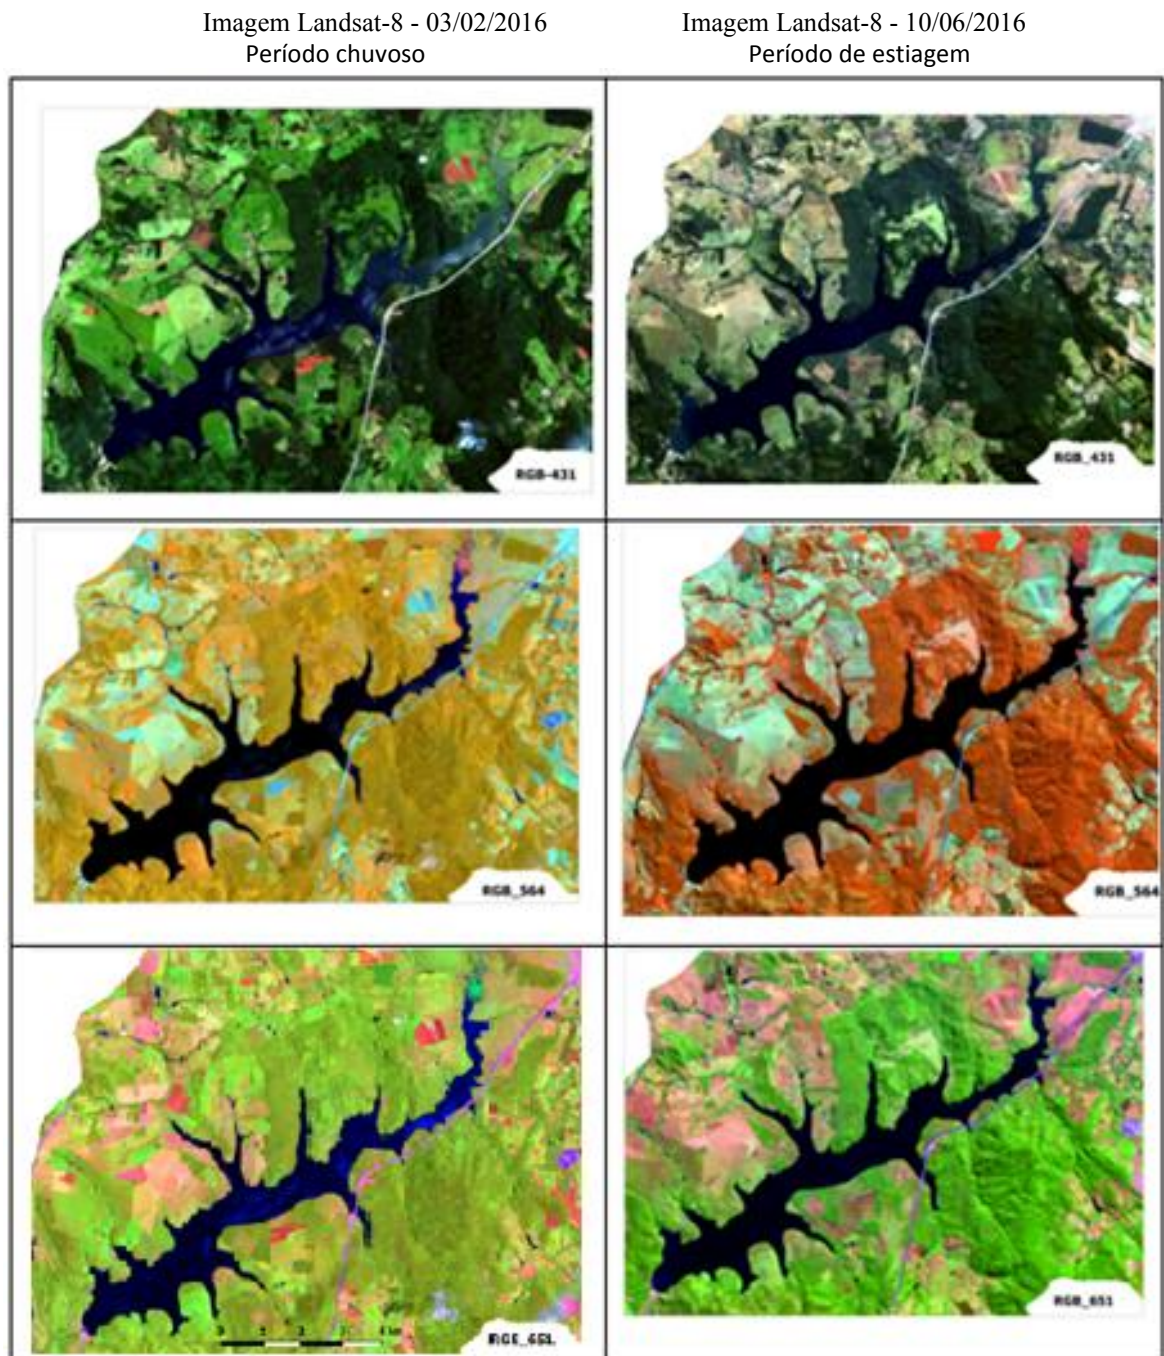 Imagem Landsat-8 - 03/02/2016
Período chuvoso
Imagem Landsat-8 - 10/06/2016
Período de estiagem
RGB-431
RGB_431
RGB_564
RGB_564
RGB_651